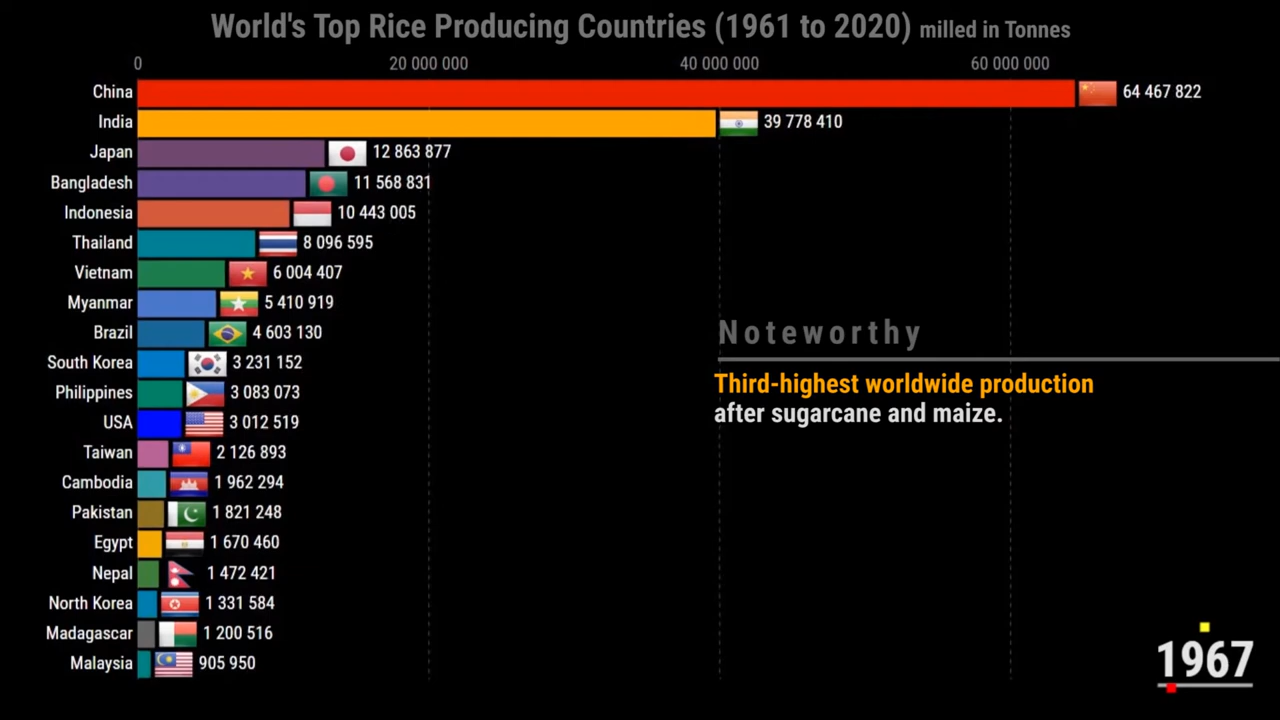 World's Top Rice Producing Countries (1961 to 2020) milled in Tonnes
0 20 000 000 40 000 000 60 000 000
China 64 467 822
India 39 778 410
Japan 12 863 877
Bangladesh 11 568 831
Indonesia 10 443 005
Thailand 8 096 595
Vietnam 6 004 407
Myanmar 5 410 919
Brazil 4 603 130
South Korea 3 231 152
Philippines 3 083 073
USA 3 012 519
Taiwan 2 126 893
Cambodia 1 962 294
Pakistan 1 821 248
Egypt 1 670 460
Nepal 1 472 421
North Korea 1 331 584
Madagascar 1 200 516
Malaysia 905 950
Noteworthy
Third-highest worldwide production
after sugarcane and maize.
1967